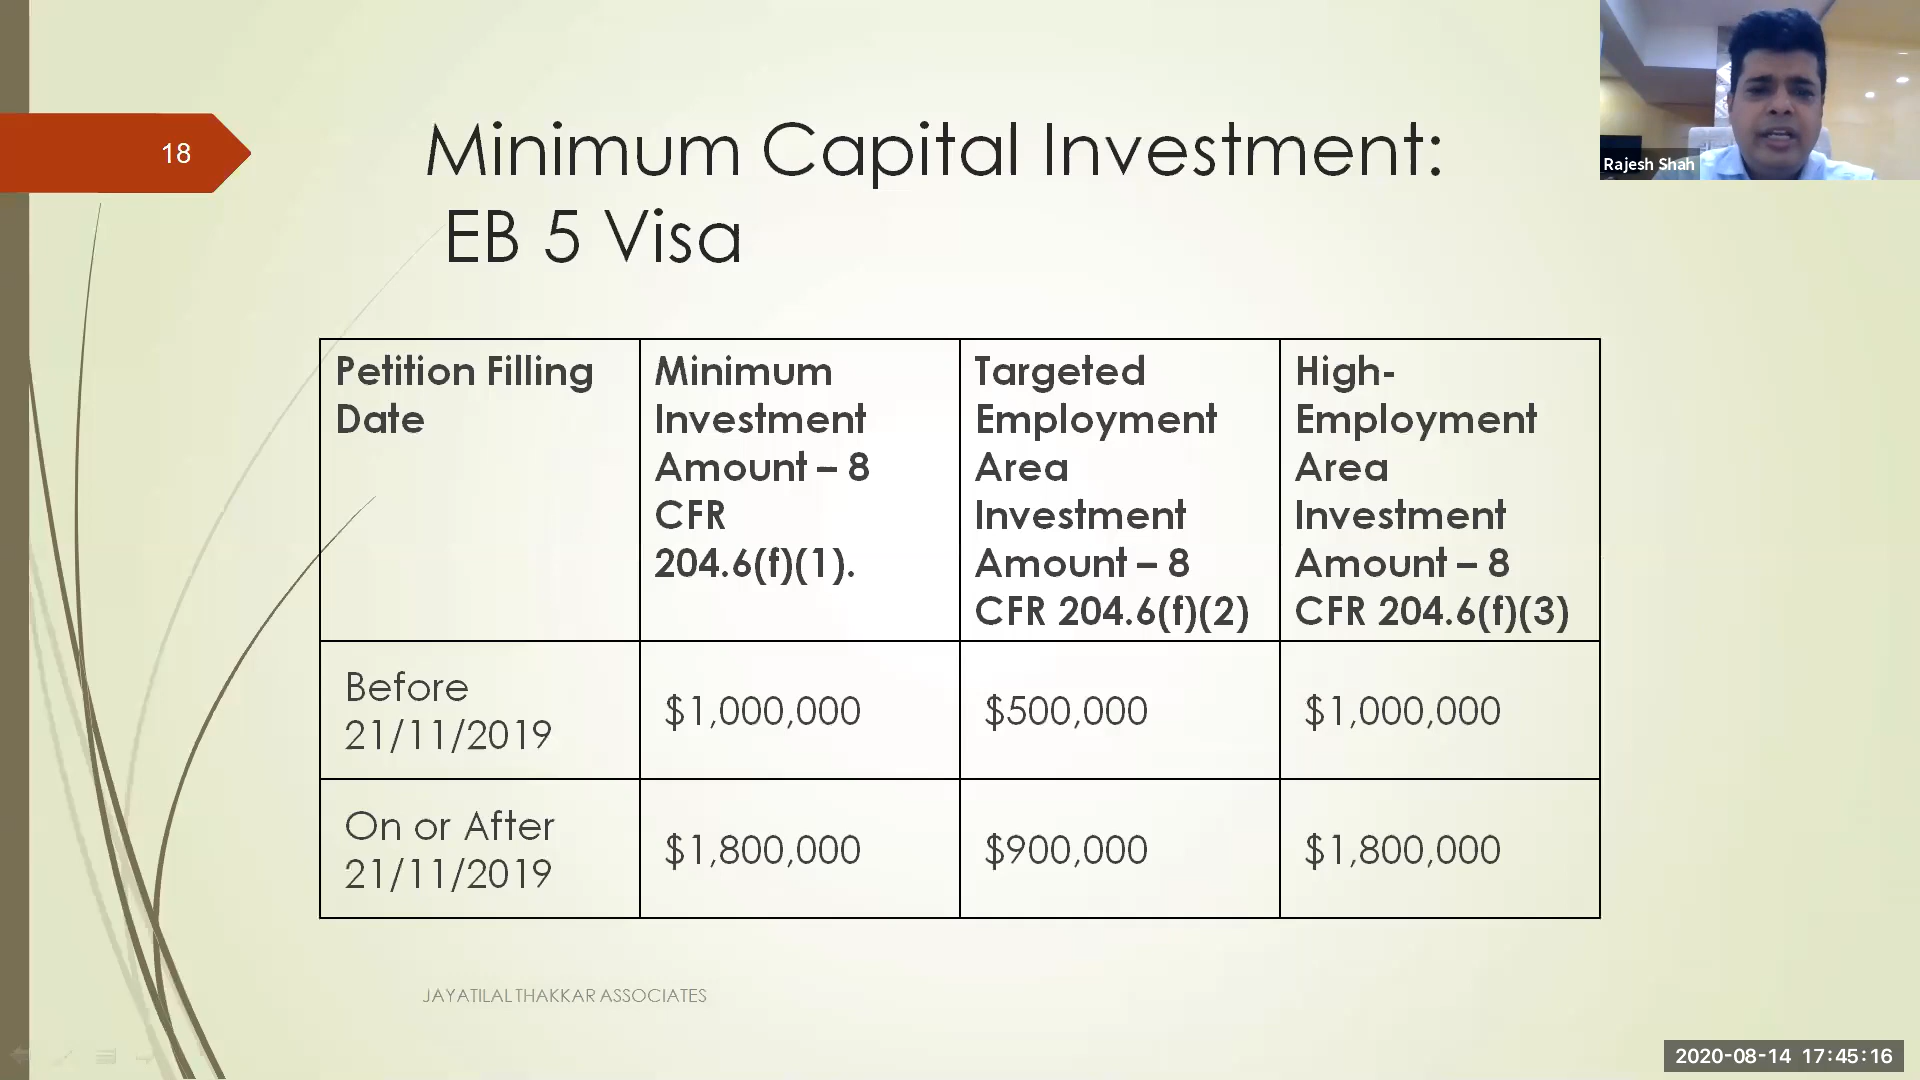 18
Minimum Capital Investment:
EB 5 Visa
Rajesh Shah
Petition Filling
Date
Minimum
Investment
Amount – 8
CFR
204.6(f)(1).
Targeted
Employment
Area
Investment
Amount – 8
CFR 204.6(f)(2)
High-
Employment
Area
Investment
Amount – 8
CFR 204.6(f)(3)
Before
21/11/2019
$1,000,000
$500,000
$1,000,000
On or After
21/11/2019
$1,800,000
$900,000
$1,800,000
JAYATILAL THAKKAR ASSOCIATES
2020-08-14 17:45:16